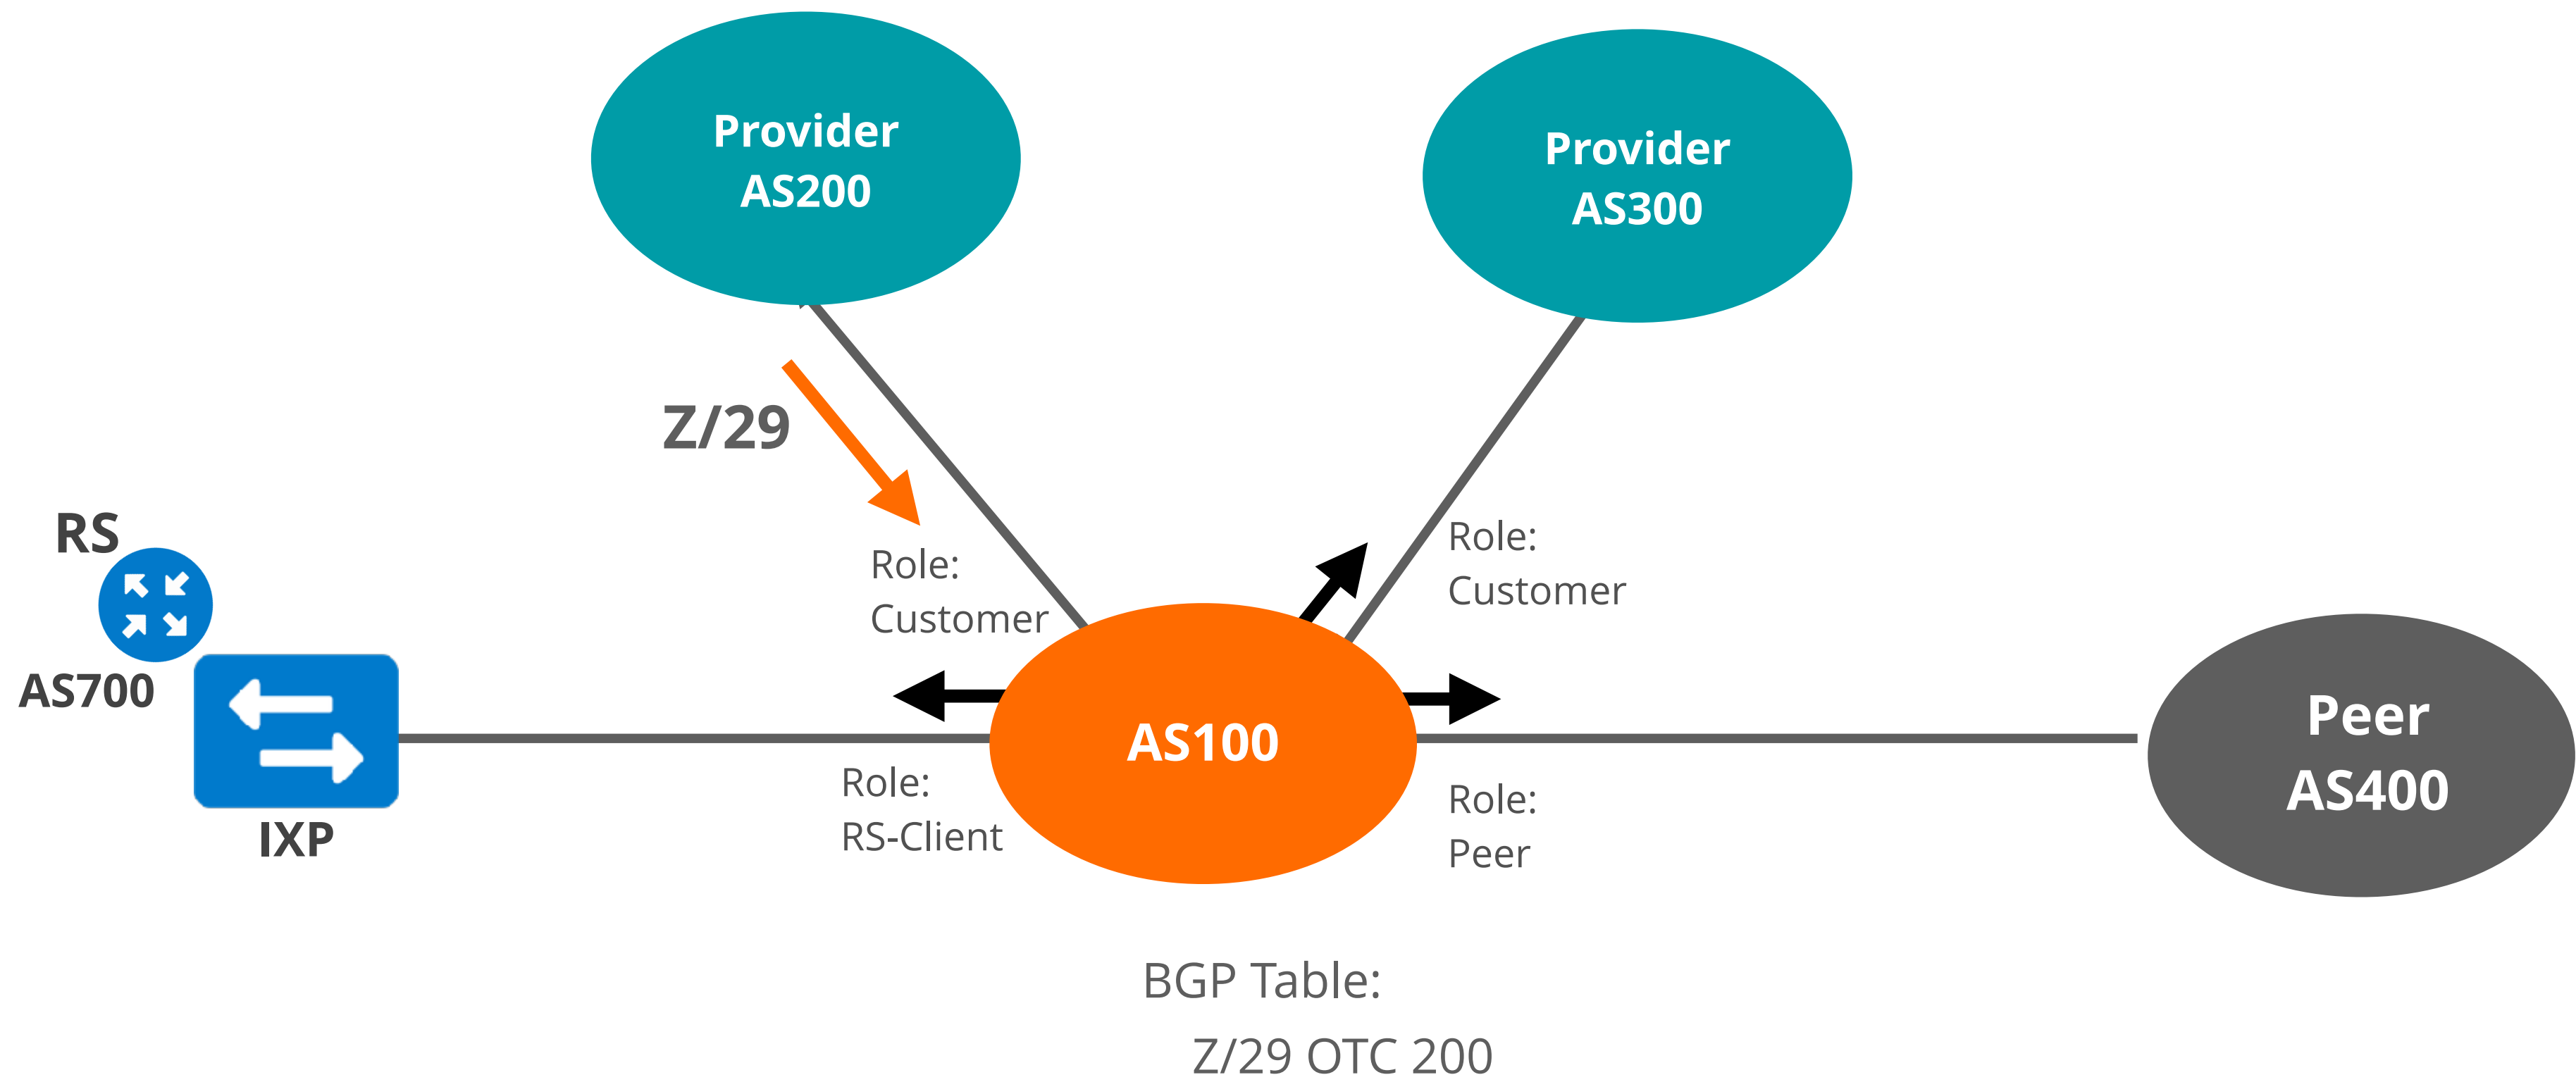 Provider
AS200
Provider
AS300
Z/29
RS
AS700
IXP
Role:
Customer
Role:
Customer
AS100
Role:
RS-Client
Role:
Peer
Peer
AS400
BGP Table:
Z/29 OTC 200